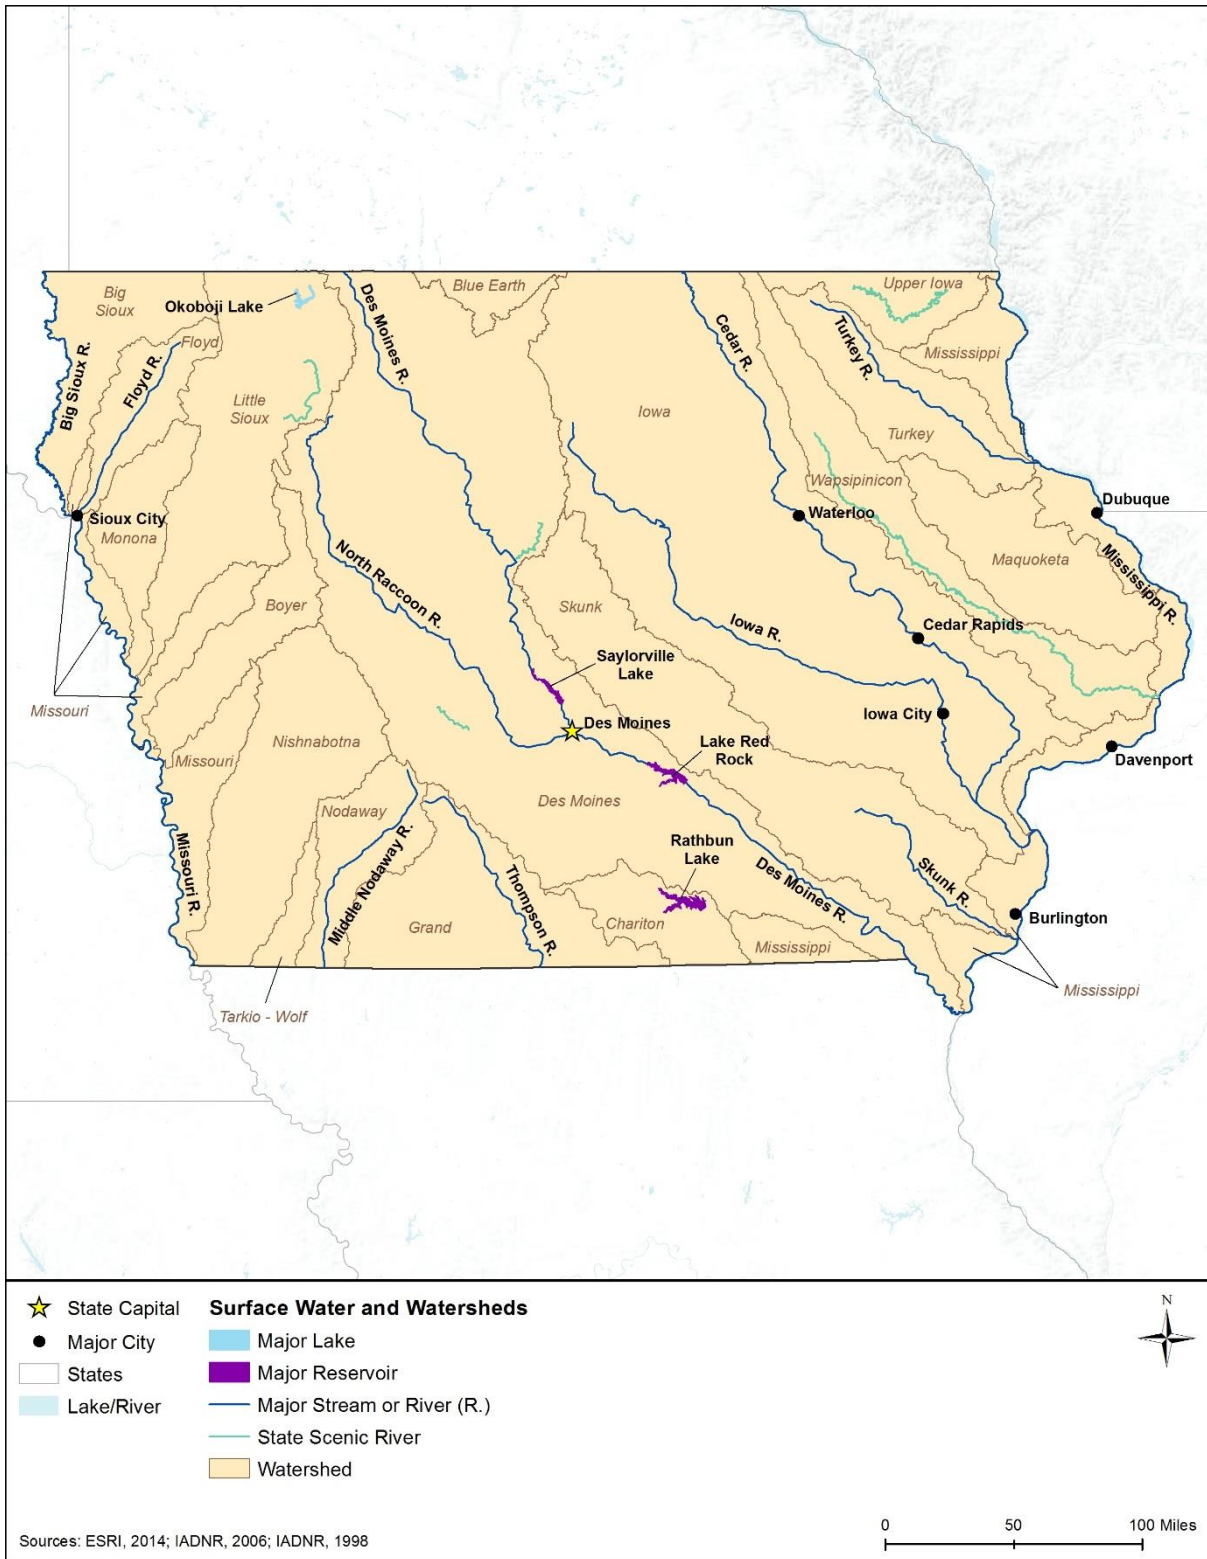 Big
Sioux
Okoboji Lake
Blue Earth
Upper Iowa
Des Moines R.
Cedar R.
Turkey R.
Floyd
Mississippi
Big Sioux R.
Floyd R.
Little
Sioux
Iowa
Turkey
Wapsipinicon
Dubuque
Sioux City
Waterloo
Monona
Maquoketa
Mississippi R.
North Raccoon R.
Boyer
Skunk
Iowa R.
Cedar Rapids
Saylorville
Lake
Missouri
Des Moines
Iowa City
Nishnabotna
Lake Red
Rock
Davenport
Missouri
Des Moines
Nodaway
Rathbun
Lake
Missouri R.
Middle Nodaway R.
Thompson R.
Des Moines R.
Skunk R.
Grand
Chariton
Burlington
Mississippi
Mississippi
Tarkio - Wolf
State Capital
Major City
States
Lake/River
Surface Water and Watersheds
Major Lake
Major Reservoir
Major Stream or River (R.)
State Scenic River
Watershed
N
Sources: ESRI, 2014; IADNR, 2006; IADNR, 1998
0 50 100 Miles